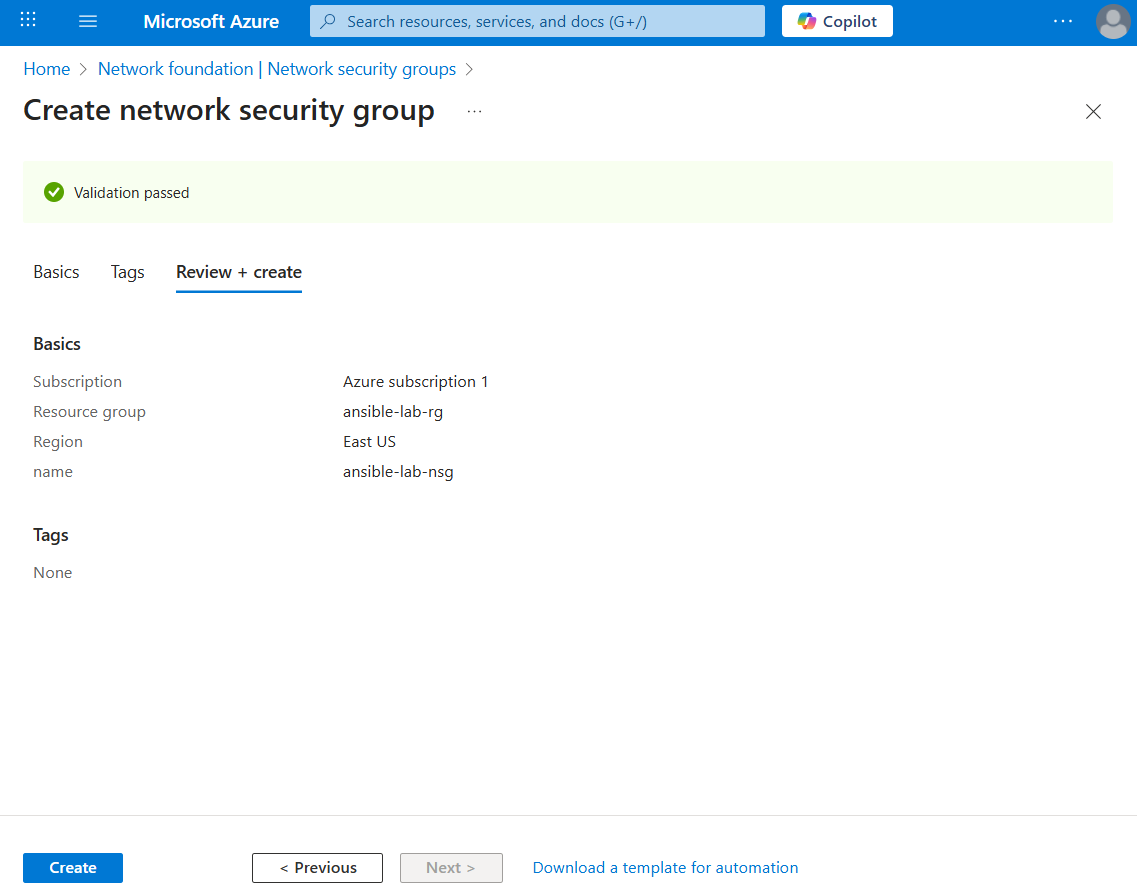 Microsoft Azure
Search resources, services, and docs (G+/)
Copilot
Home > Network foundation | Network security groups >
Create network security group ...
Validation passed
Basics Tags Review + create
Basics
Subscription Azure subscription 1
Resource group ansible-lab-rg
Region East US
name ansible-lab-nsg
Tags
None
Create < Previous Next > Download a template for automation